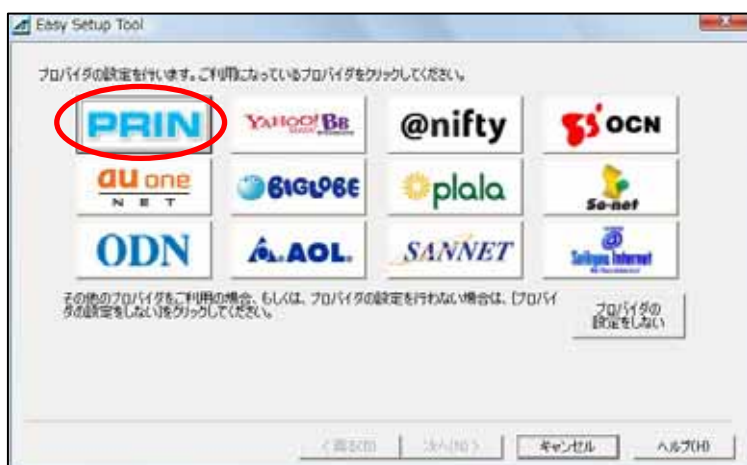 Easy Setup Tool
プロバイダの設定を行います。ご利用になっているプロバイダをクリックしてください。
PRIN YAHOO! BB @nifty OCN
au one NET BIGLOBE plala So-net
ODN AOL. SANNET Seikyou Internet
その他のプロバイダをご利用の場合、もしくは、プロバイダの設定を行わない場合は、[プロバイ
ダの設定をしない]をクリックしてください。
プロバイダの
設定をしない
< 戻る(B) 次へ(N) > キャンセル ヘルプ(H)